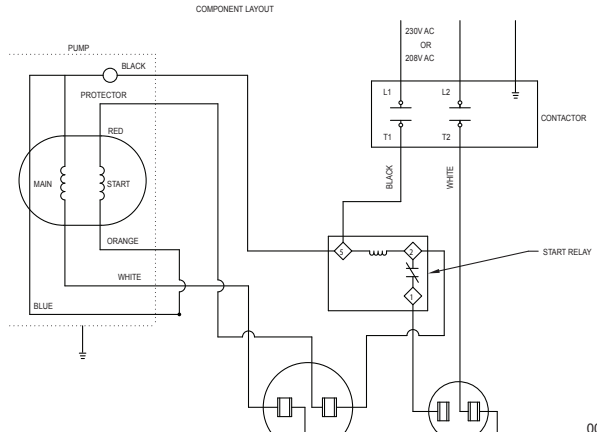 COMPONENT LAYOUT
230V AC
OR
208V AC
PUMP
BLACK
PROTECTOR
L1
L2
CONTACTOR
T1
T2
RED
MAIN
START
BLACK
WHITE
ORANGE
5
2
START RELAY
WHITE
1
BLUE